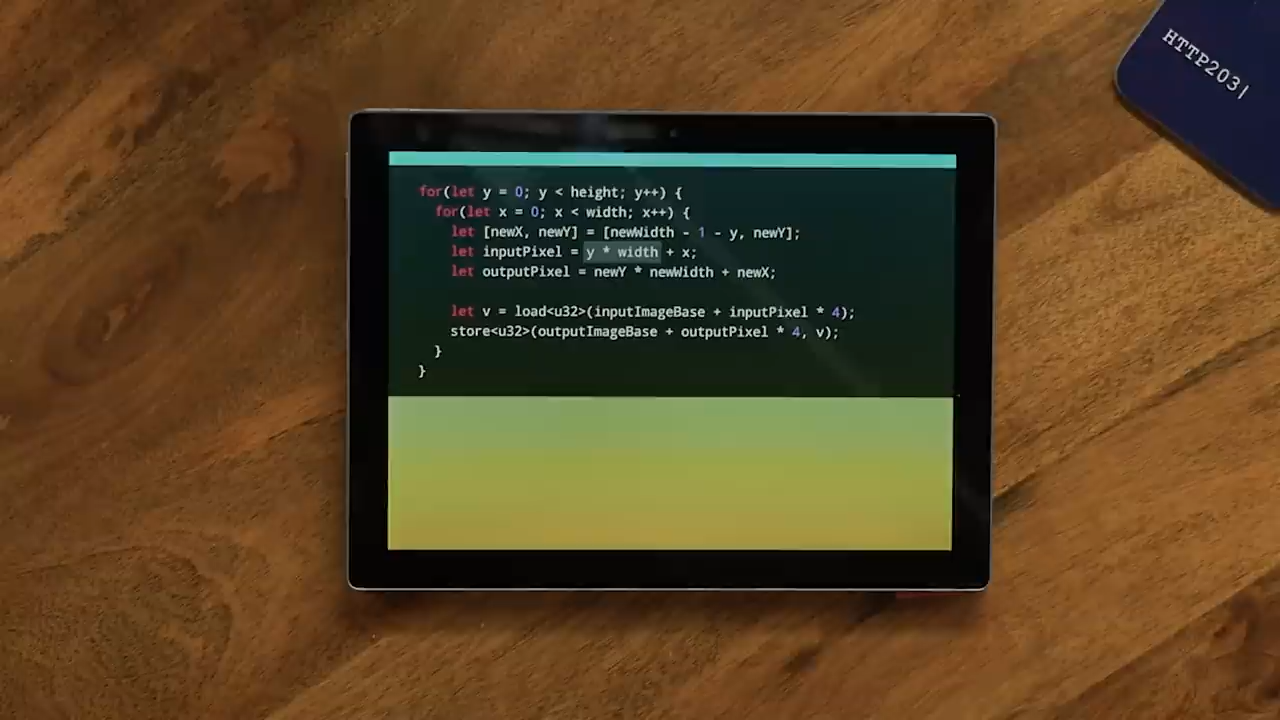 HTTP203|
for(let y = 0; y < height; y++) {
  for(let x = 0; x < width; x++) {
    let [newX, newY] = [newWidth - 1 - y, newY];
    let inputPixel = y * width + x;
    let outputPixel = newY * newWidth + newX;

    let v = load<u32>(inputImageBase + inputPixel * 4);
    store<u32>(outputImageBase + outputPixel * 4, v);
  }
}